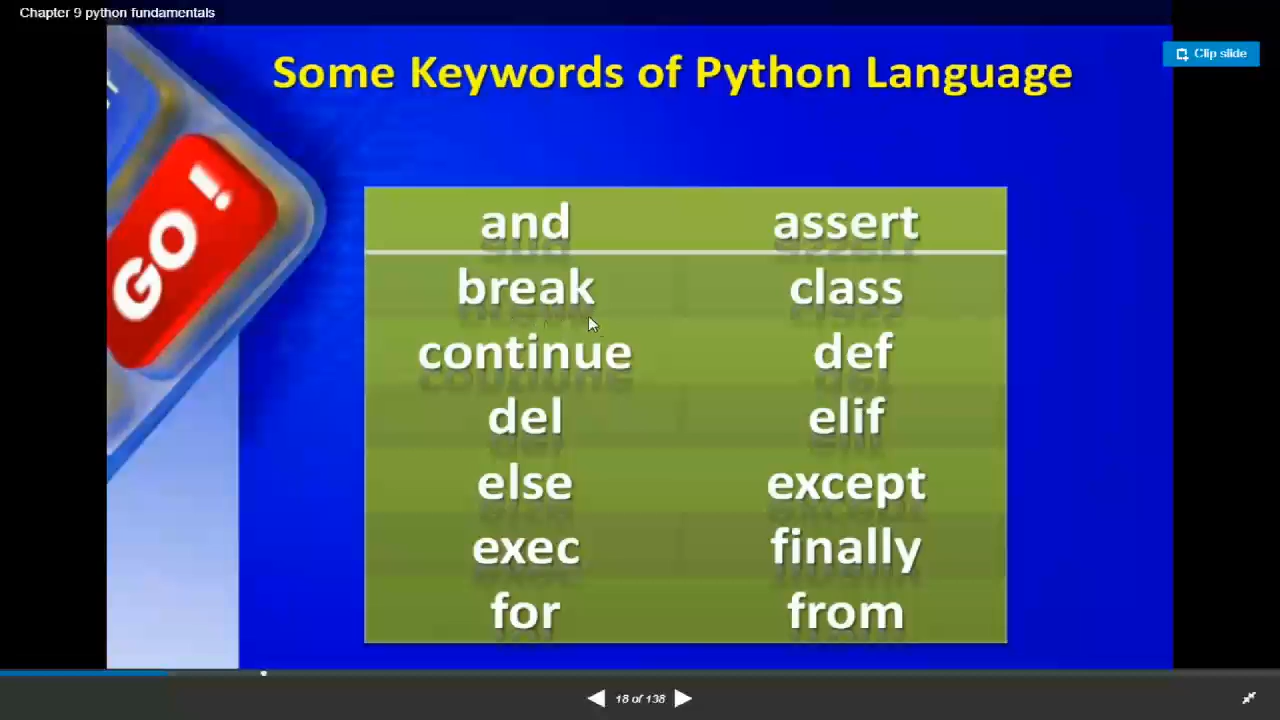 Chapter 9 python fundamentals
Clip slide
Some Keywords of Python Language
GO!
and assert
break class
continue def
del elif
else except
exec finally
for from
18 of 138